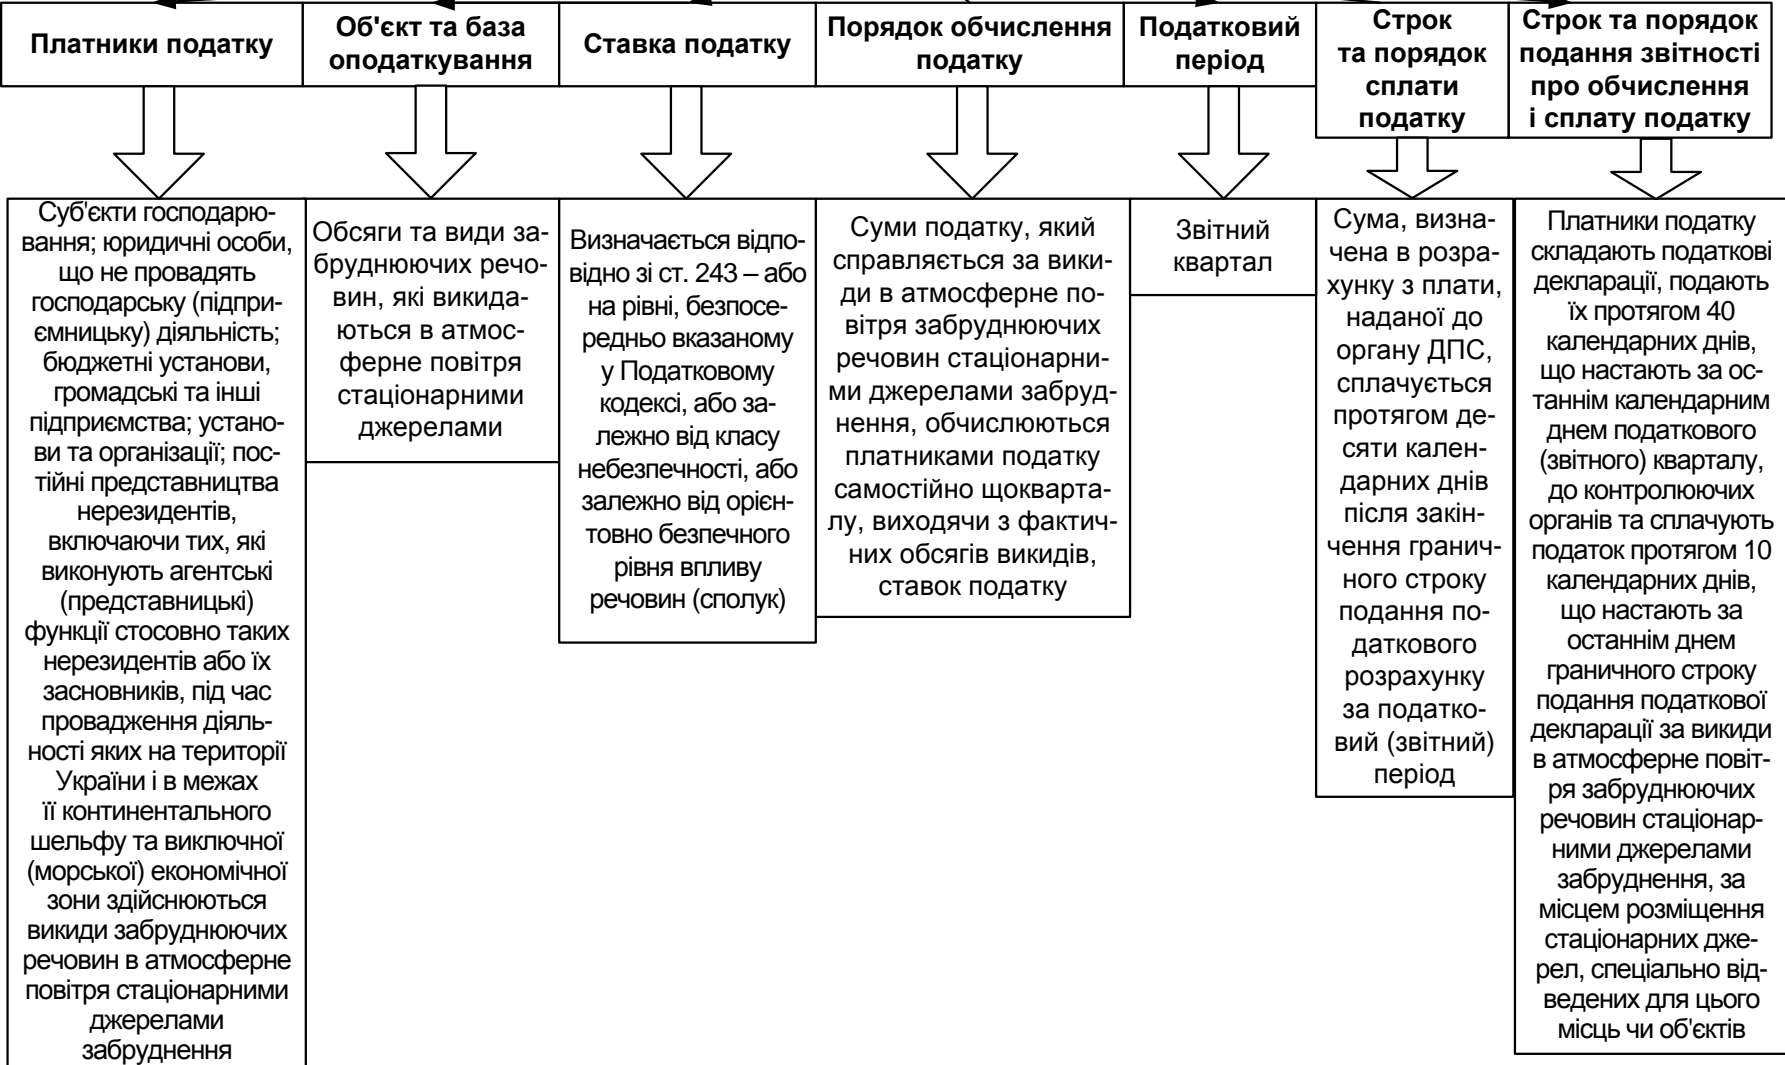 Платники податку
Об'єкт та база
оподаткування
Ставка податку
Порядок обчислення
податку
Податковий
період
Строк
та порядок
сплати
податку
Строк та порядок
подання звітності
про обчислення
і сплату податку
Суб'єкти господарю-
вання; юридичні особи,
що не провадять
господарську (підпри-
ємницьку) діяльність;
бюджетні установи,
громадські та інші
підприємства; устано-
ви та організації; пос-
тійні представництва
нерезидентів,
включаючи тих, які
виконують агентські
(представницькі)
функції стосовно таких
нерезидентів або їх
засновників, під час
провадження діяль-
ності яких на території
України і в межах
її континентального
шельфу та виключної
(морської) економічної
зони здійснюються
викиди забруднюючих
речовин в атмосферне
повітря стаціонарними
джерелами
забруднення
Обсяги та види за-
бруднюючих речо-
вин, які викида-
ються в атмос-
ферне повітря
стаціонарними
джерелами
Визначається відпо-
відно зі ст. 243 – або
на рівні, безпосе-
редньо вказаному
у Податковому
кодексі, або за-
лежно від класу
небезпечності, або
залежно від орієн-
товно безпечного
рівня впливу
речовин (сполук)
Суми податку, який
справляється за вики-
ди в атмосферне по-
вітря забруднюючих
речовин стаціонарни-
ми джерелами забруд-
нення, обчислюються
платниками податку
самостійно щокварта-
лу, виходячи з фактич-
них обсягів викидів,
ставок податку
Звітний
квартал
Сума, визна-
чена в розра-
хунку з плати,
наданої до
органу ДПС,
сплачується
протягом де-
сяти кален-
дарних днів
після закін-
чення гранич-
ного строку
подання по-
даткового
розрахунку
за податко-
вий (звітний)
період
Платники податку
складають податкові
декларації, подають
їх протягом 40
календарних днів,
що настають за ос-
таннім календарним
днем податкового
(звітного) кварталу,
до контролюючих
органів та сплачують
податок протягом 10
календарних днів,
що настають за
останнім днем
граничного строку
подання податкової
декларації за викиди
в атмосферне повіт-
ря забруднюючих
речовин стаціонар-
ними джерелами
забруднення, за
місцем розміщення
стаціонарних дже-
рел, спеціально від-
ведених для цього
місць чи об'єктів